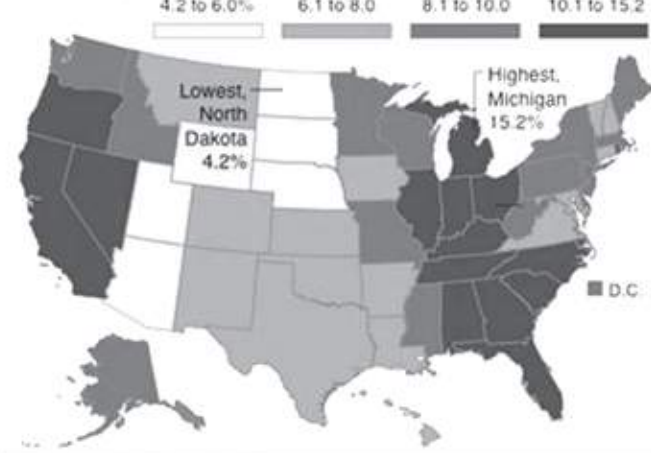 4.2 to 6.0%
6.1 to 8.0
8.1 to 10.0
10.1 to 15.2
Lowest,
North
Dakota
4.2%
Highest,
Michigan
15.2%
D.C.